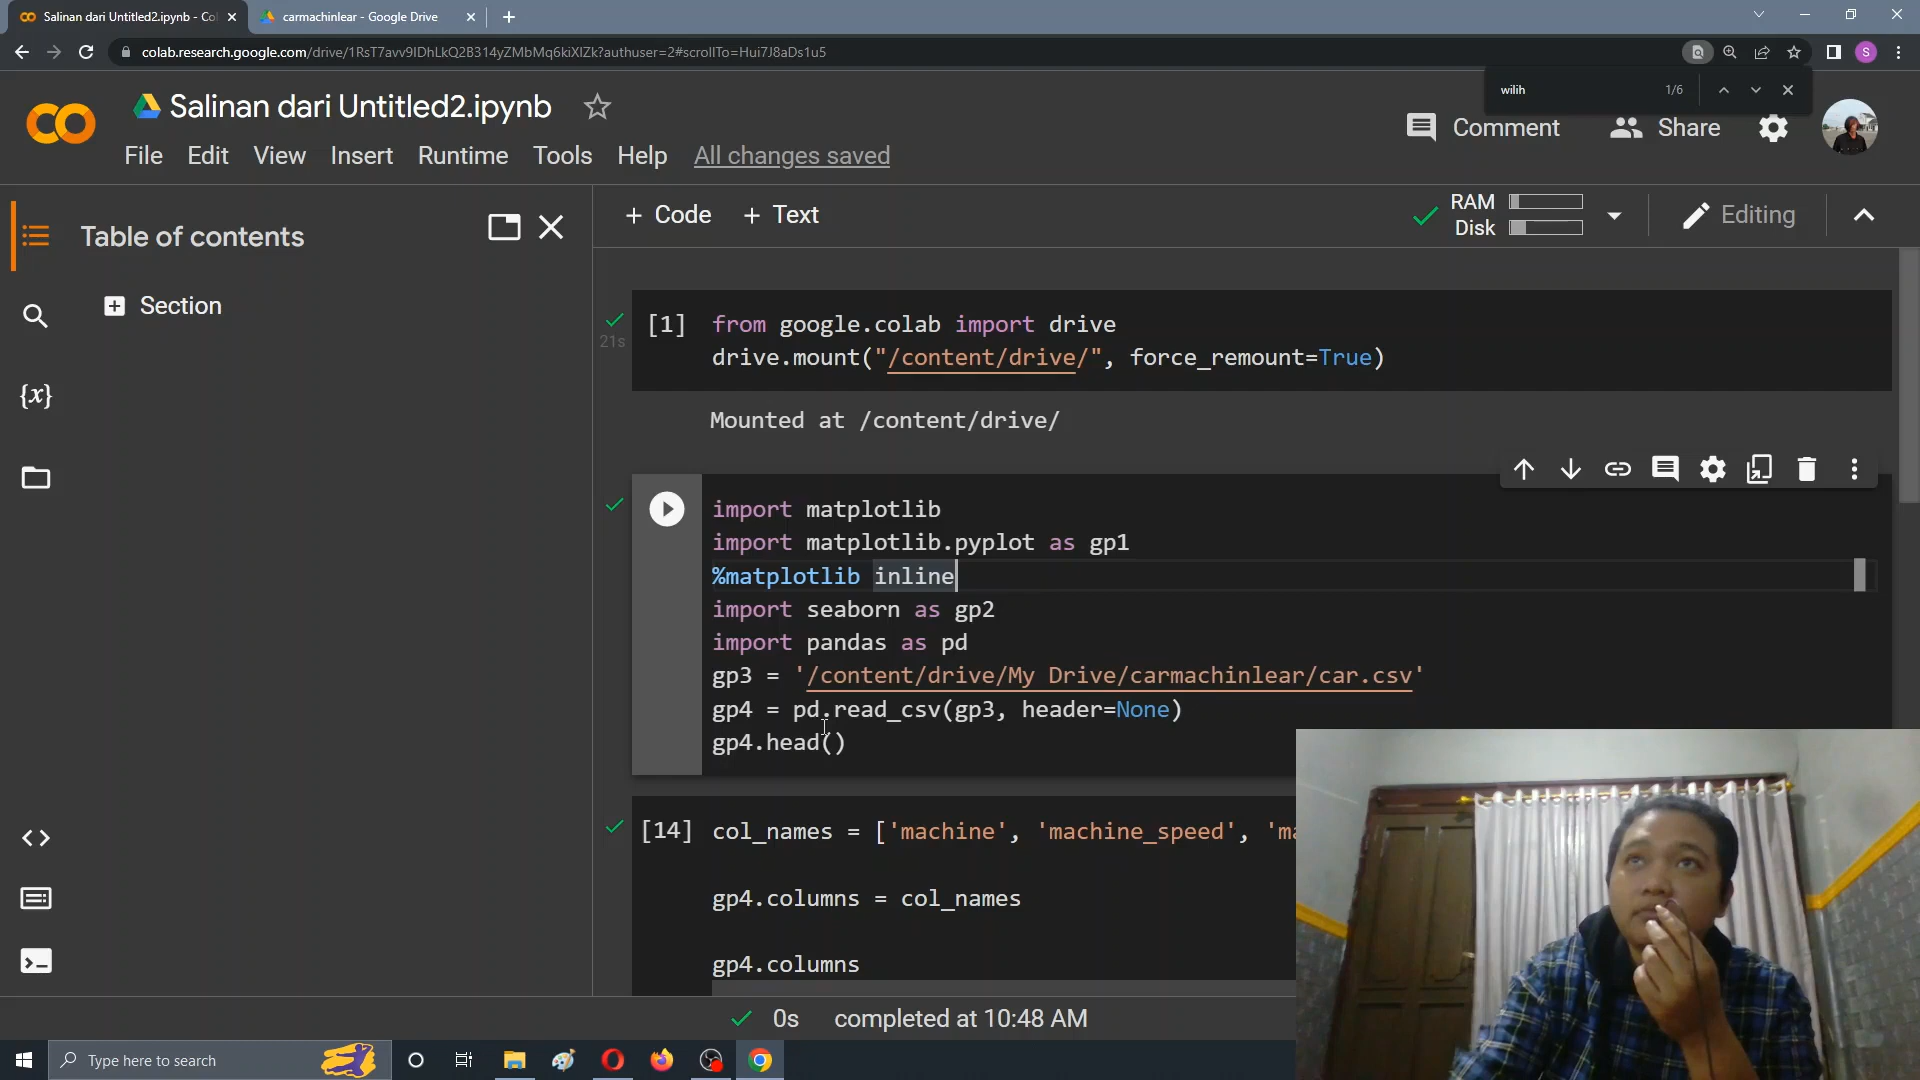 Salinan dari Untitled2.ipynb - Co
carmachinlear - Google Drive
colab.research.google.com/drive/1RsT7avv9IDhLkQ2B314yZMbMq6kiXIZk?authuser=2#scrollTo=Hui7J8aDs1u5
S
wilih 1/6
Salinan dari Untitled2.ipynb
Comment Share
File Edit View Insert Runtime Tools Help All changes saved
Table of contents
+ Code + Text
RAM
Disk
Editing
Section
{x}
[1] from google.colab import drive
21s
drive.mount("/content/drive/", force_remount=True)
Mounted at /content/drive/
import matplotlib
import matplotlib.pyplot as gp1
%matplotlib inline
import seaborn as gp2
import pandas as pd
gp3 = '/content/drive/My Drive/carmachinlear/car.csv'
gp4 = pd.read_csv(gp3, header=None)
gp4.head()
[14] col_names = ['machine', 'machine_speed', 'ma
gp4.columns = col_names
gp4.columns
0s completed at 10:48 AM
Type here to search